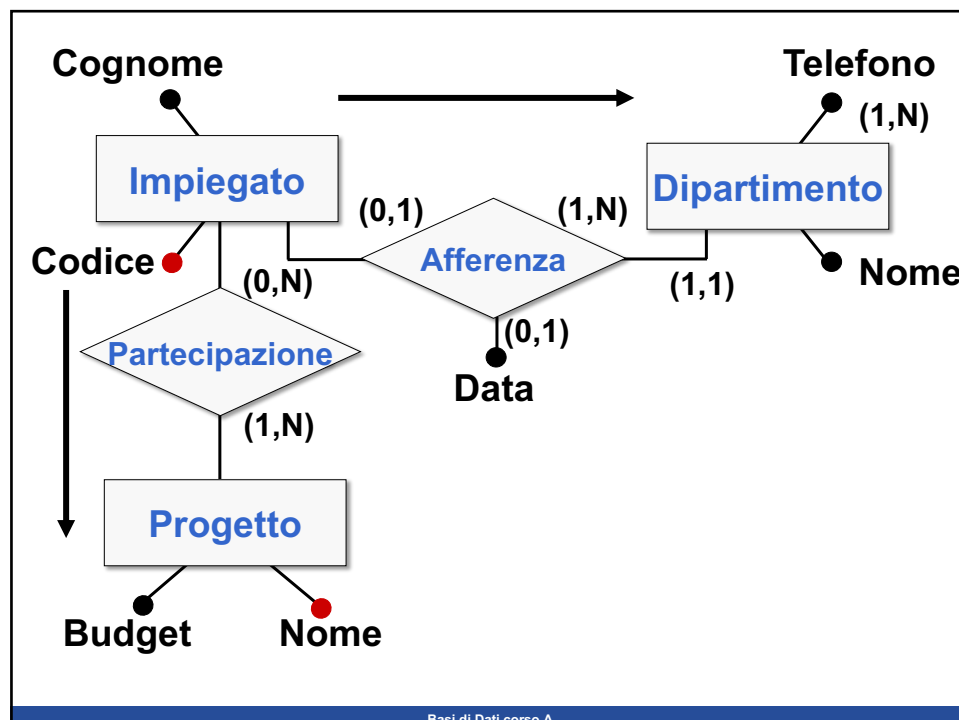 Cognome
Telefono
(1,N)
Impiegato
Dipartimento
(0,1)
(1,N)
Codice
Afferenza
Nome
(0,N)
(1,1)
(0,1)
Partecipazione
Data
(1,N)
Progetto
Budget
Nome
Basi di Dati corso A